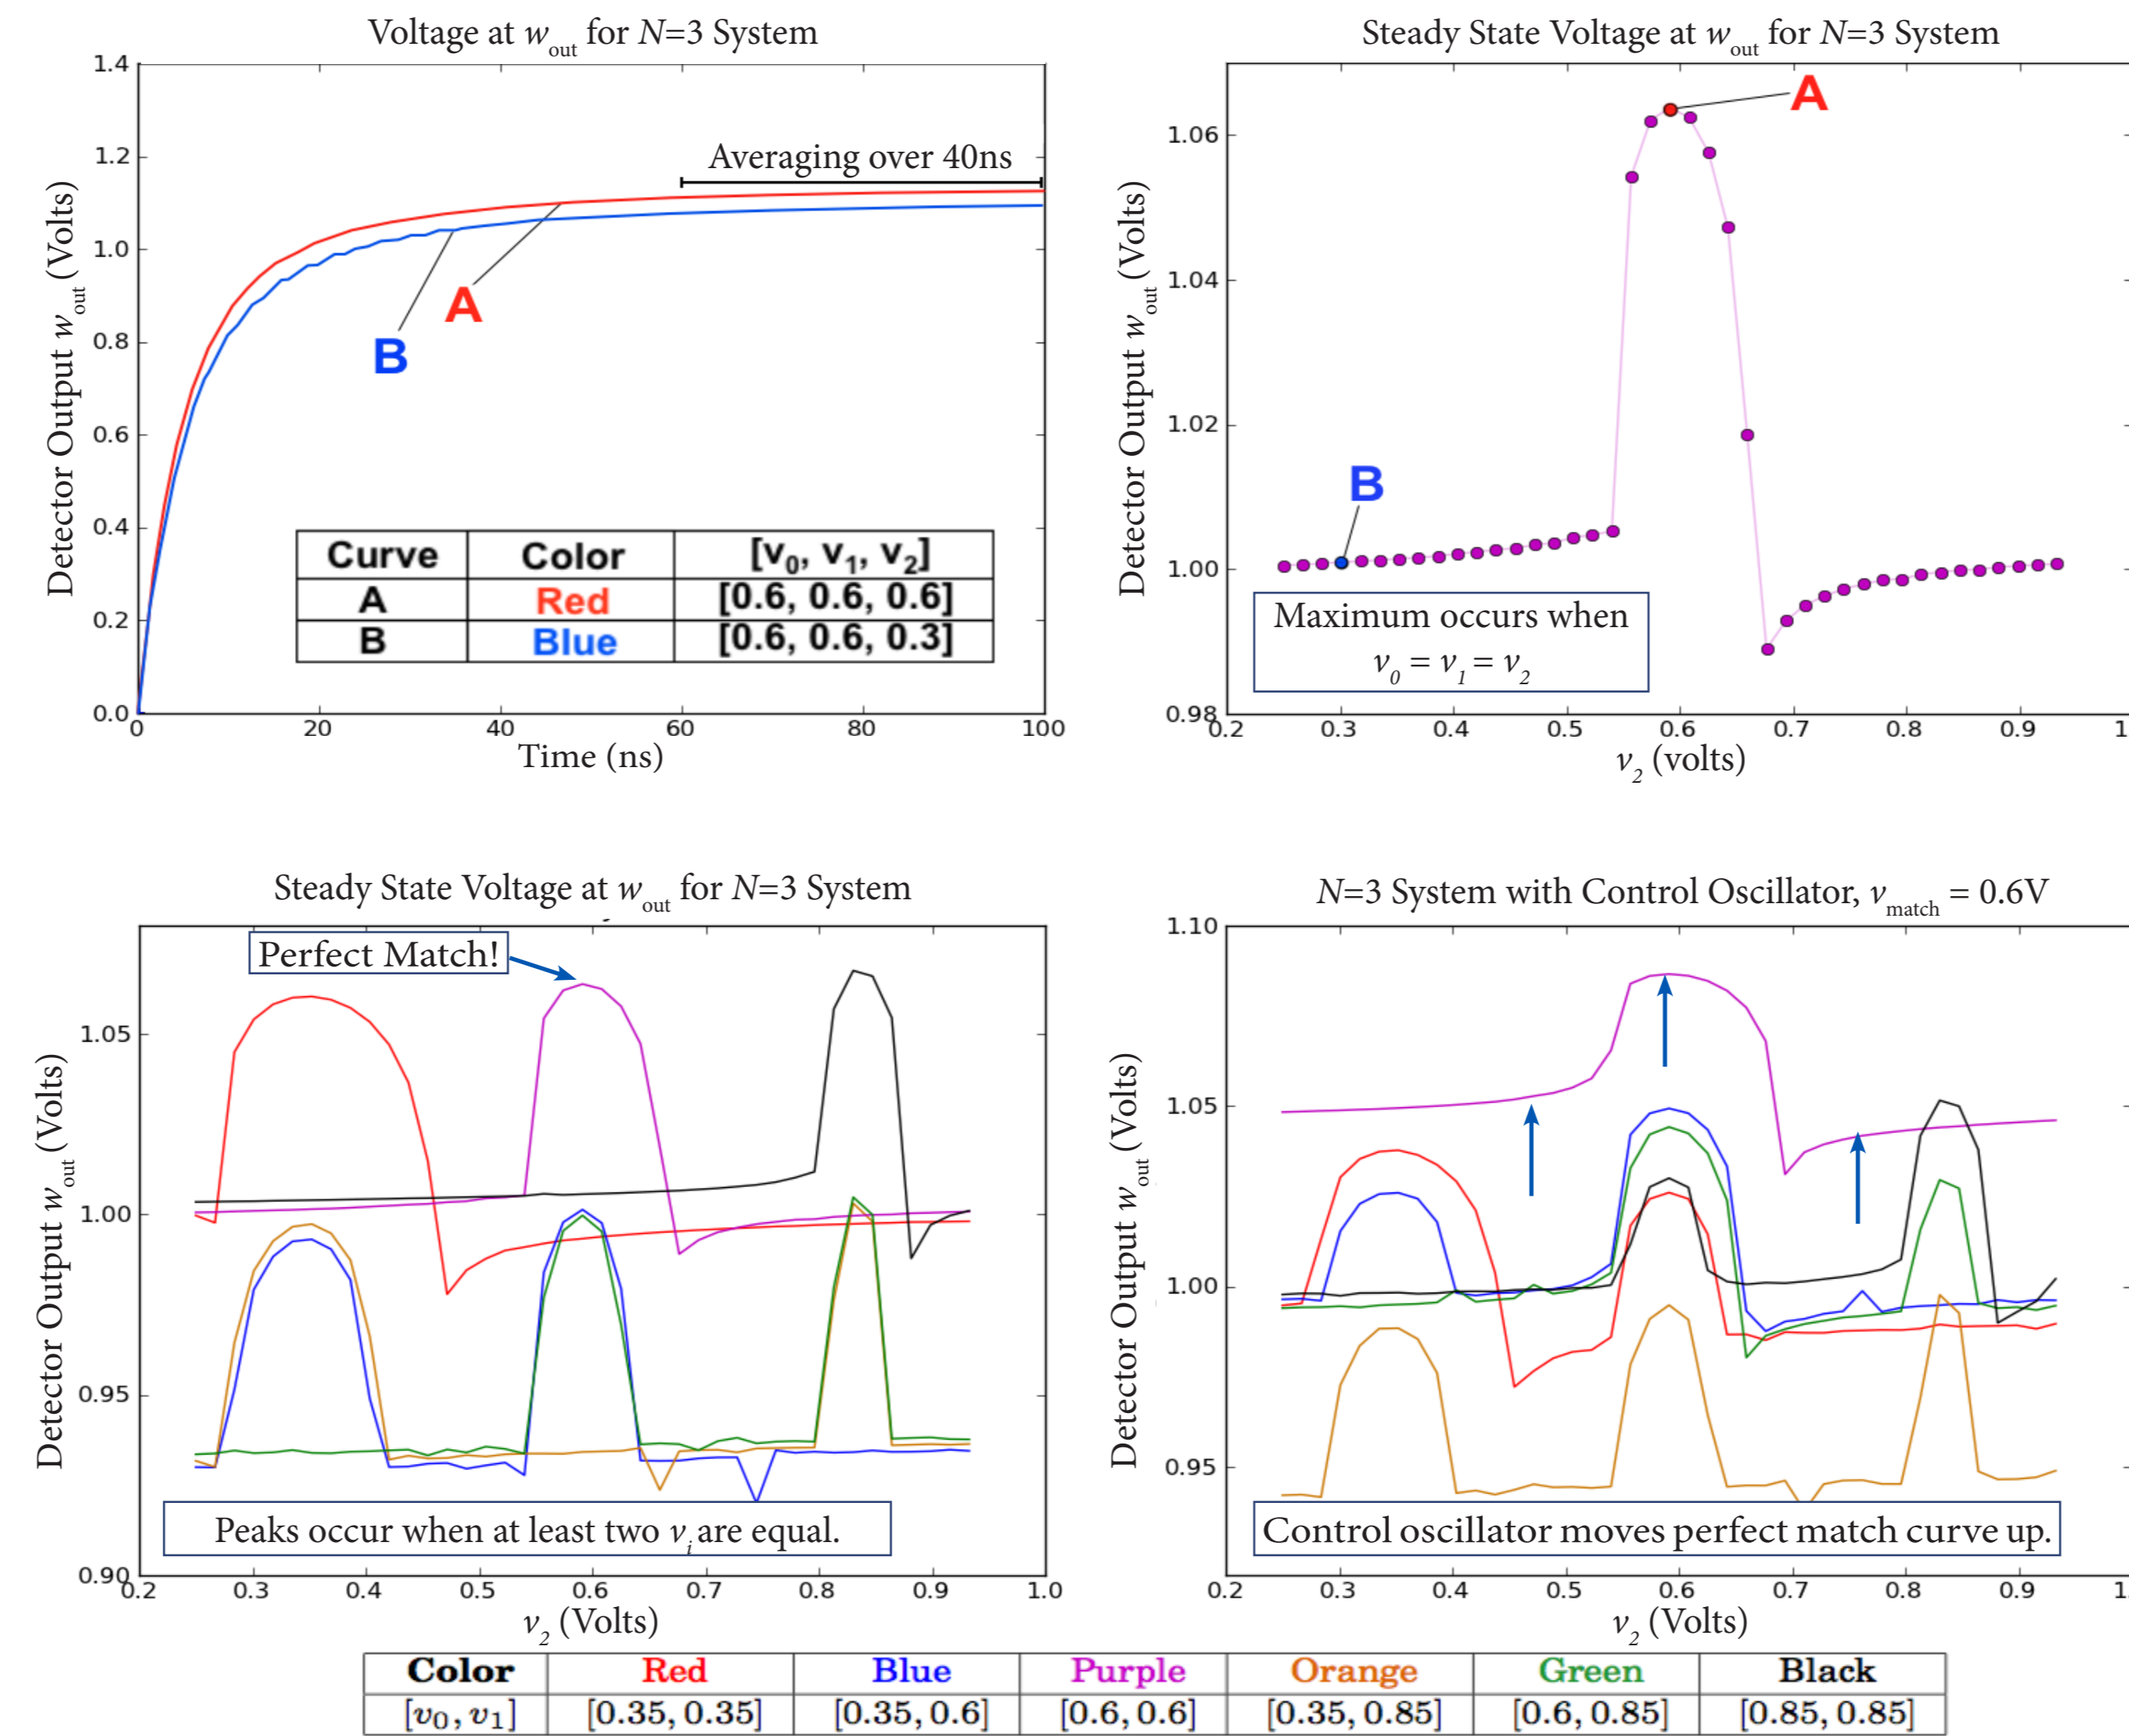 Voltage at w_out for N=3 System
1.4
1.2
1.0
0.8
0.6
0.4
0.2
0.0
Detector Output w_out (Volts)
Averaging over 40ns
A
B
Curve Color [v0, v1, v2]
A Red [0.6, 0.6, 0.6]
B Blue [0.6, 0.6, 0.3]
0 20 40 60 80 100
Time (ns)
Steady State Voltage at w_out for N=3 System
1.06
1.04
1.02
1.00
0.98
Detector Output w_out (Volts)
A
B
Maximum occurs when
v0 = v1 = v2
0.2 0.3 0.4 0.5 0.6 0.7 0.8 0.9 1
v2 (volts)
Steady State Voltage at w_out for N=3 System
1.05
1.00
0.95
0.90
Detector Output w_out (Volts)
Perfect Match!
Peaks occur when at least two vi are equal.
0.2 0.3 0.4 0.5 0.6 0.7 0.8 0.9 1.0
v2 (Volts)
N=3 System with Control Oscillator, v_match = 0.6V
1.10
1.05
1.00
0.95
Detector Output w_out (Volts)
Control oscillator moves perfect match curve up.
0.2 0.3 0.4 0.5 0.6 0.7 0.8 0.9 1.
v2 (Volts)
Color Red Blue Purple Orange Green Black
[v0, v1] [0.35, 0.35] [0.35, 0.6] [0.6, 0.6] [0.35, 0.85] [0.6, 0.85] [0.85, 0.85]